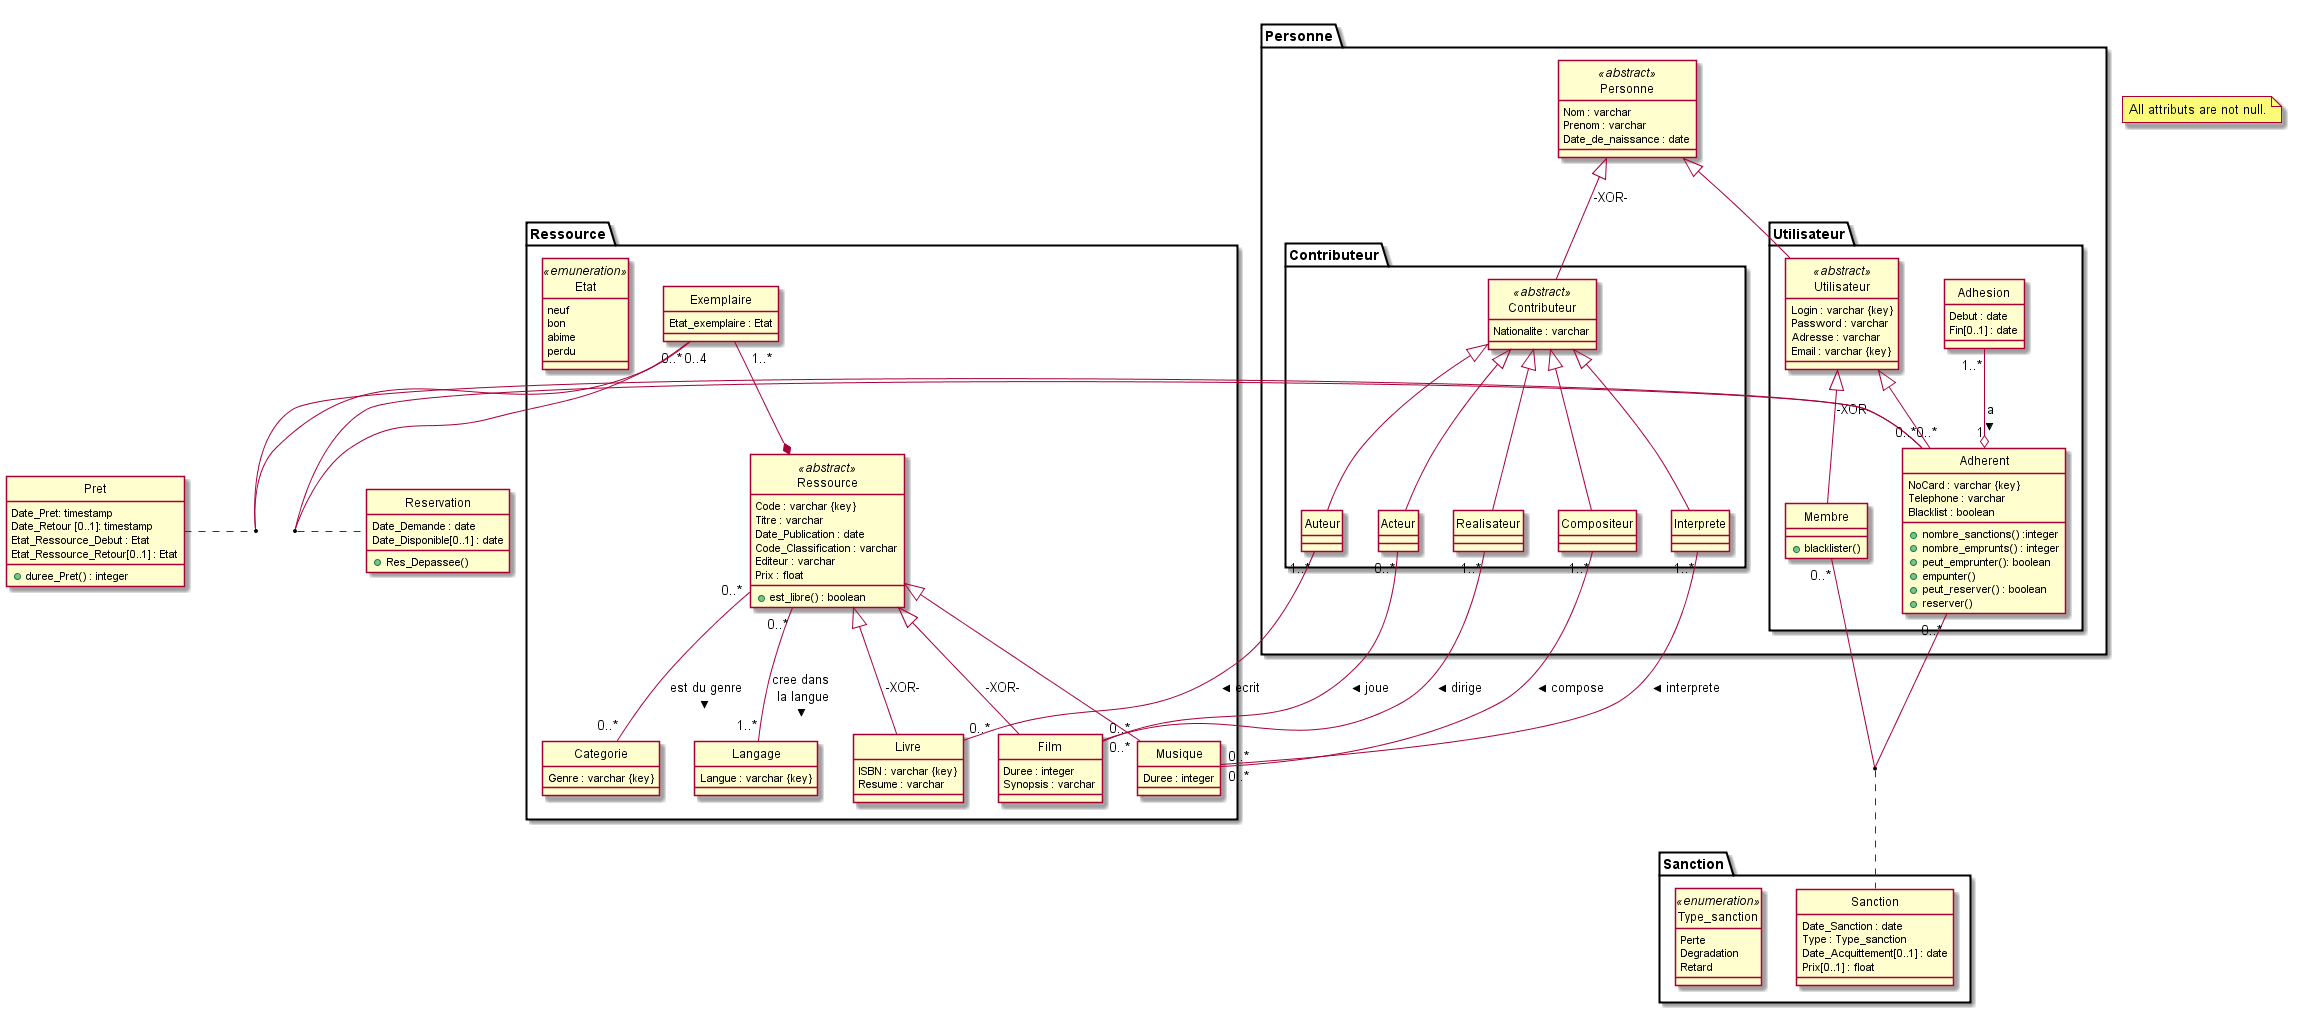 Personne
«abstract»
Personne
Nom : varchar
Prenom : varchar
Date_de_naissance : date
All attributs are not null.
-XOR-
Ressource
«emuneration»
Etat
neuf
bon
abime
perdu
Exemplaire
Etat_exemplaire : Etat
0..*
0..4
1..*
Contributeur
«abstract»
Contributeur
Nationalite : varchar
Utilisateur
«abstract»
Utilisateur
Login : varchar {key}
Password : varchar
Adresse : varchar
Email : varchar {key}
Adhesion
Debut : date
Fin[0..1] : date
1..*
a
1
-XOR
0..*
0..*
Pret
Date_Pret: timestamp
Date_Retour [0..1]: timestamp
Etat_Ressource_Debut : Etat
Etat_Ressource_Retour[0..1] : Etat
duree_Pret() : integer
Reservation
Date_Demande : date
Date_Disponible[0..1] : date
Res_Depassee()
«abstract»
Ressource
Code : varchar {key}
Titre : varchar
Date_Publication : date
Code_Classification : varchar
Editeur : varchar
Prix : float
est_libre() : boolean
Auteur
Acteur
Realisateur
Compositeur
Interprete
1..*
0..*
1..*
1..*
1..*
Membre
blacklister()
0..*
Adherent
NoCard : varchar {key}
Telephone : varchar
Blacklist : boolean
nombre_sanctions() :integer
nombre_emprunts() : integer
peut_emprunter(): boolean
empunter()
peut_reserver() : boolean
reserver()
0..*
0..*
0..*
est du genre
▼
cree dans
la langue
▼
-XOR-
-XOR-
◄ ecrit
◄ joue
◄ dirige
◄ compose
◄ interprete
0..*
1..*
0..*
0..*
0..*
0..*
0..*
Categorie
Genre : varchar {key}
Langage
Langue : varchar {key}
Livre
ISBN : varchar {key}
Resume : varchar
Film
Duree : integer
Synopsis : varchar
Musique
Duree : integer
Sanction
«enumeration»
Type_sanction
Perte
Degradation
Retard
Sanction
Date_Sanction : date
Type : Type_sanction
Date_Acquittement[0..1] : date
Prix[0..1] : float